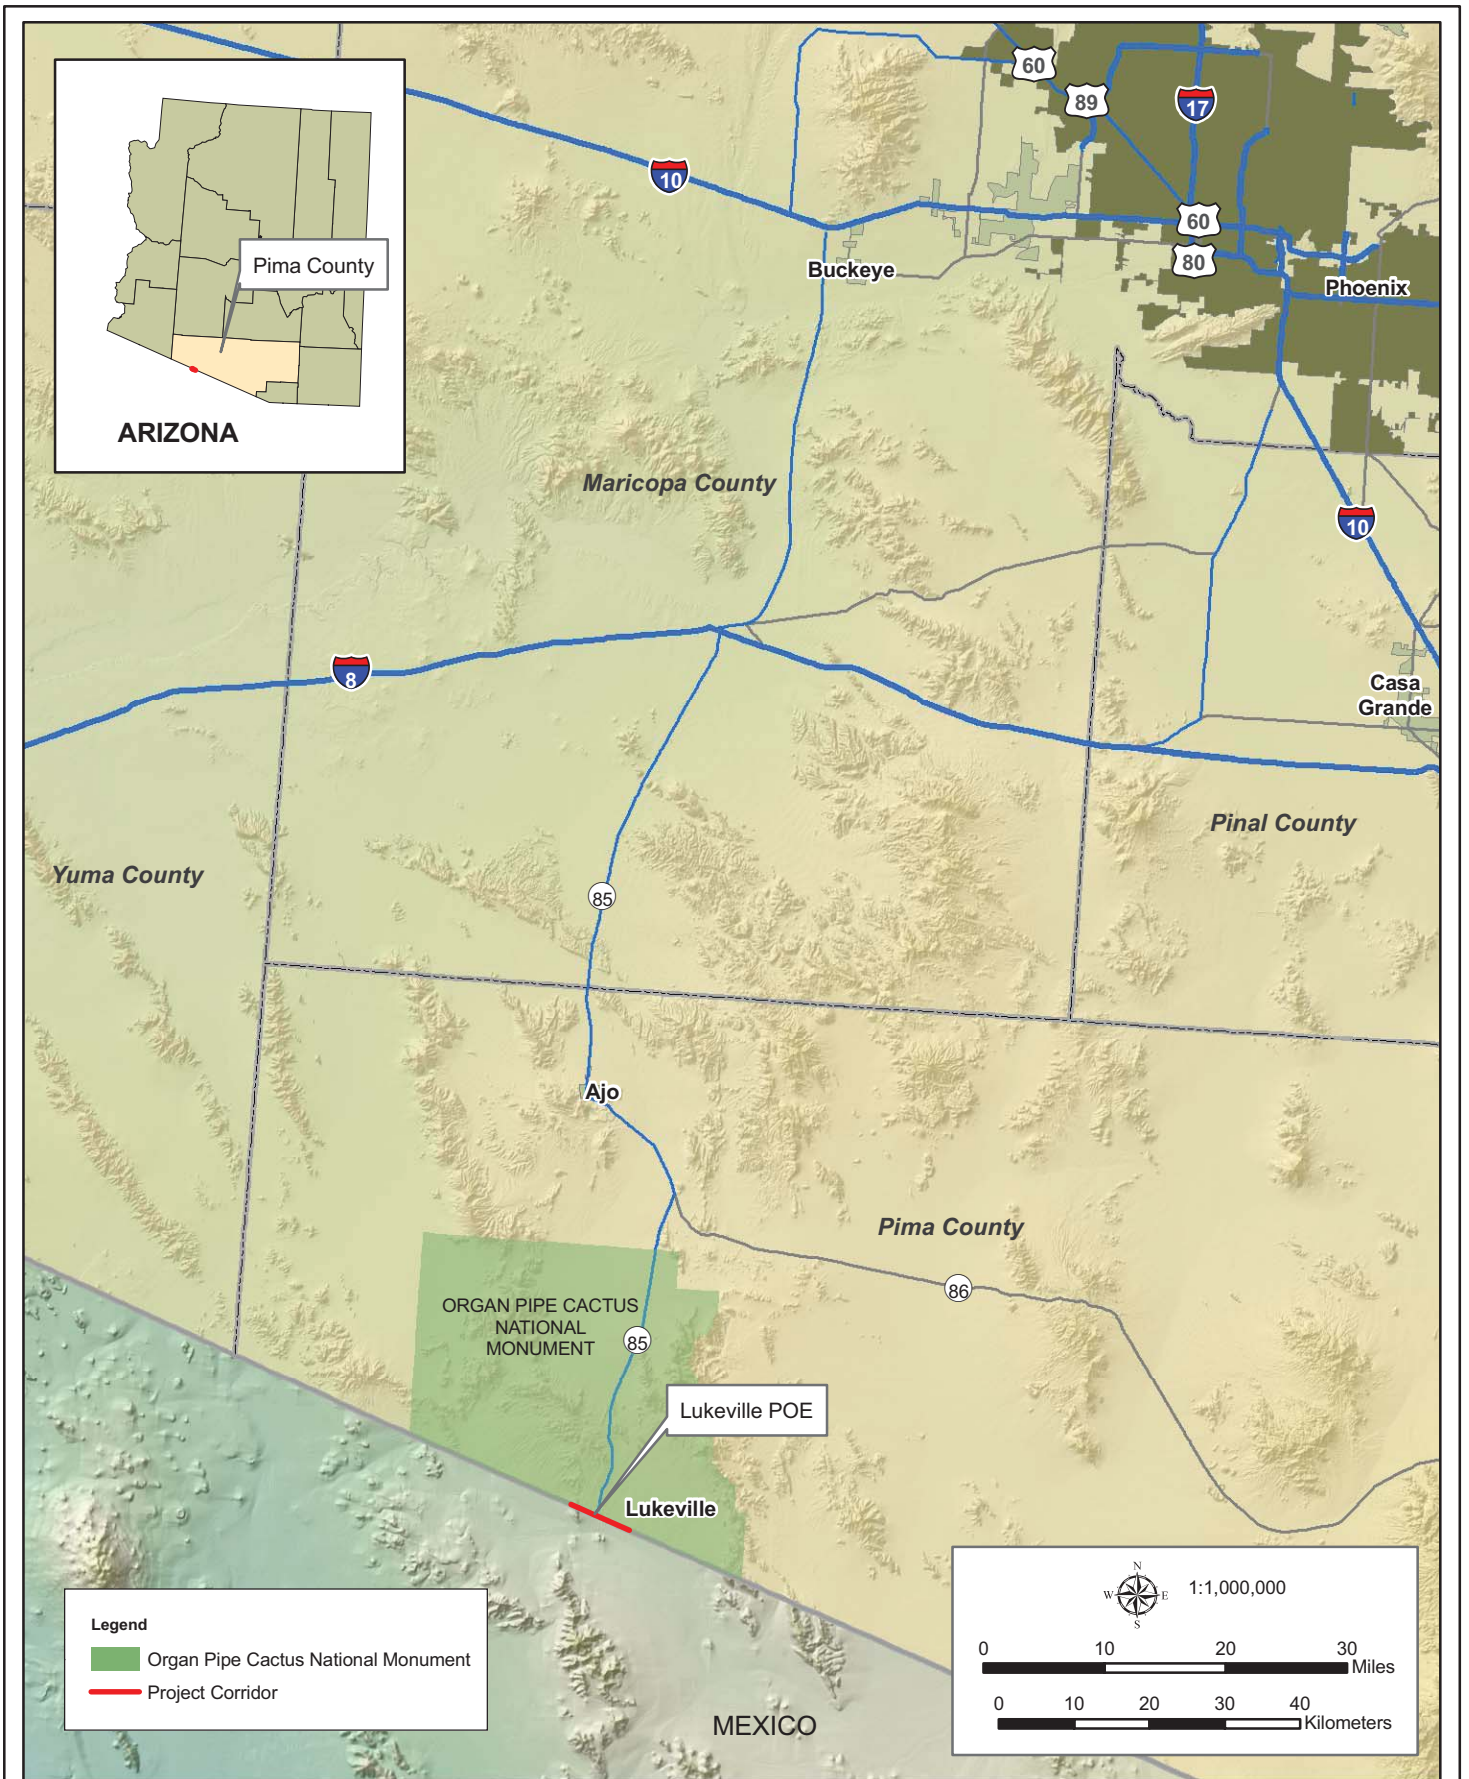 60
89
17
10
60
80
Pima County
Buckeye
Phoenix
ARIZONA
Maricopa County
10
8
Casa
Grande
Pinal County
Yuma County
85
Ajo
Pima County
86
ORGAN PIPE CACTUS
NATIONAL
MONUMENT
85
Lukeville POE
Lukeville
N
W E
S
1:1,000,000
0 10 20 30
Miles
0 10 20 30 40
Kilometers
Legend
Organ Pipe Cactus National Monument
Project Corridor
MEXICO